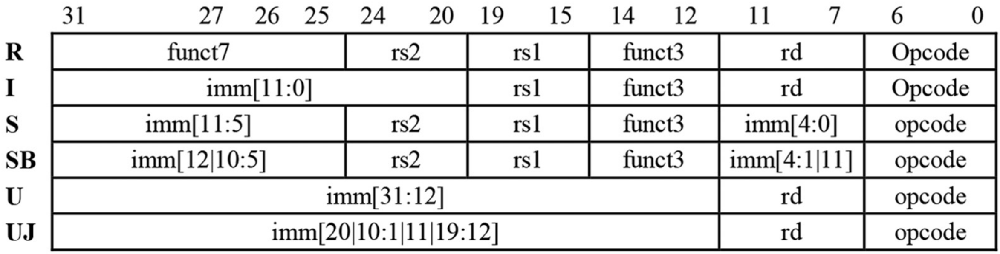 31 27 26 25 24 20 19 15 14 12 11 7 6 0
R funct7 rs2 rs1 funct3 rd Opcode
I imm[11:0] rs1 funct3 rd Opcode
S imm[11:5] rs2 rs1 funct3 imm[4:0] opcode
SB imm[12|10:5] rs2 rs1 funct3 imm[4:1|11] opcode
U imm[31:12] rd opcode
UJ imm[20|10:1|11|19:12] rd opcode